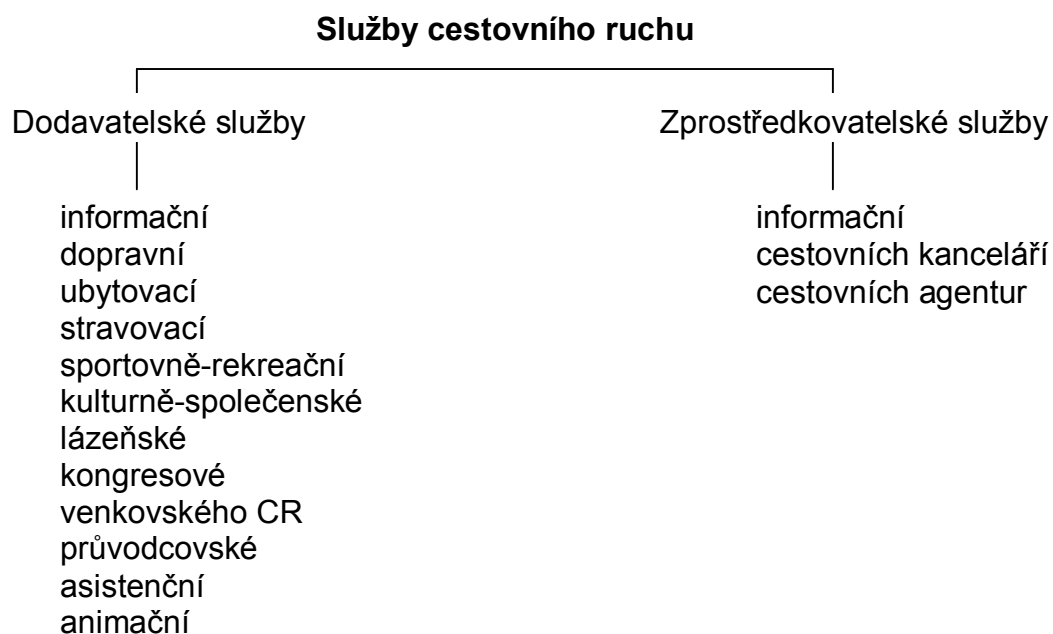 Služby cestovního ruchu
Dodavatelské služby
informační
dopravní
ubytovací
stravovací
sportovně-rekreační
kulturně-společenské
lázeňské
kongresové
venkovského CR
průvodcovské
asistenční
animační
Zprostředkovatelské služby
informační
cestovních kanceláří
cestovních agentur